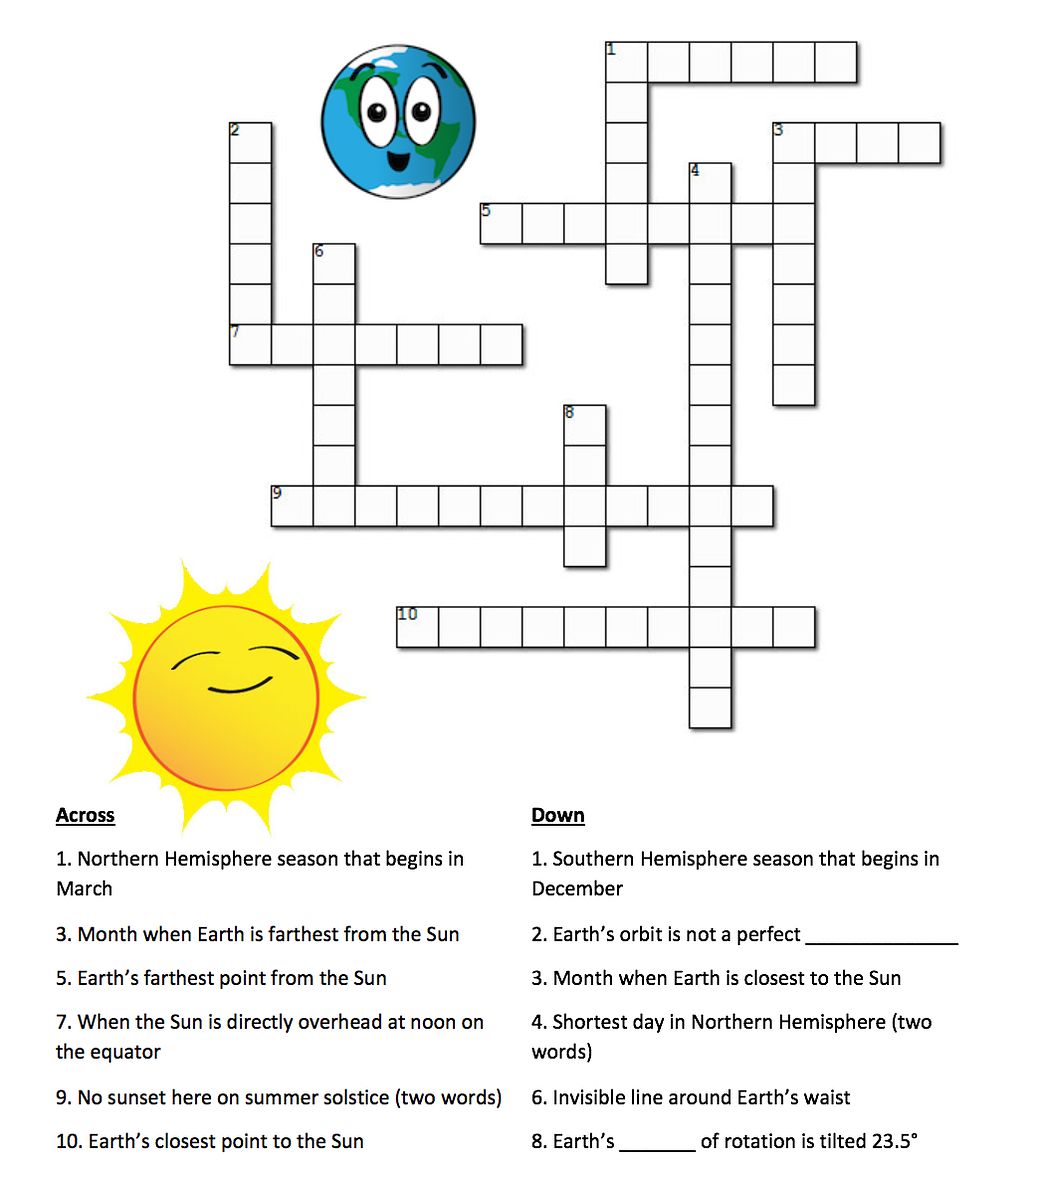 1
2
3
4
5
6
7
8
9
10
Across
1. Northern Hemisphere season that begins in
March
3. Month when Earth is farthest from the Sun
5. Earth’s farthest point from the Sun
7. When the Sun is directly overhead at noon on
the equator
9. No sunset here on summer solstice (two words)
10. Earth’s closest point to the Sun
Down
1. Southern Hemisphere season that begins in
December
2. Earth’s orbit is not a perfect ______________
3. Month when Earth is closest to the Sun
4. Shortest day in Northern Hemisphere (two
words)
6. Invisible line around Earth’s waist
8. Earth’s _______ of rotation is tilted 23.5°